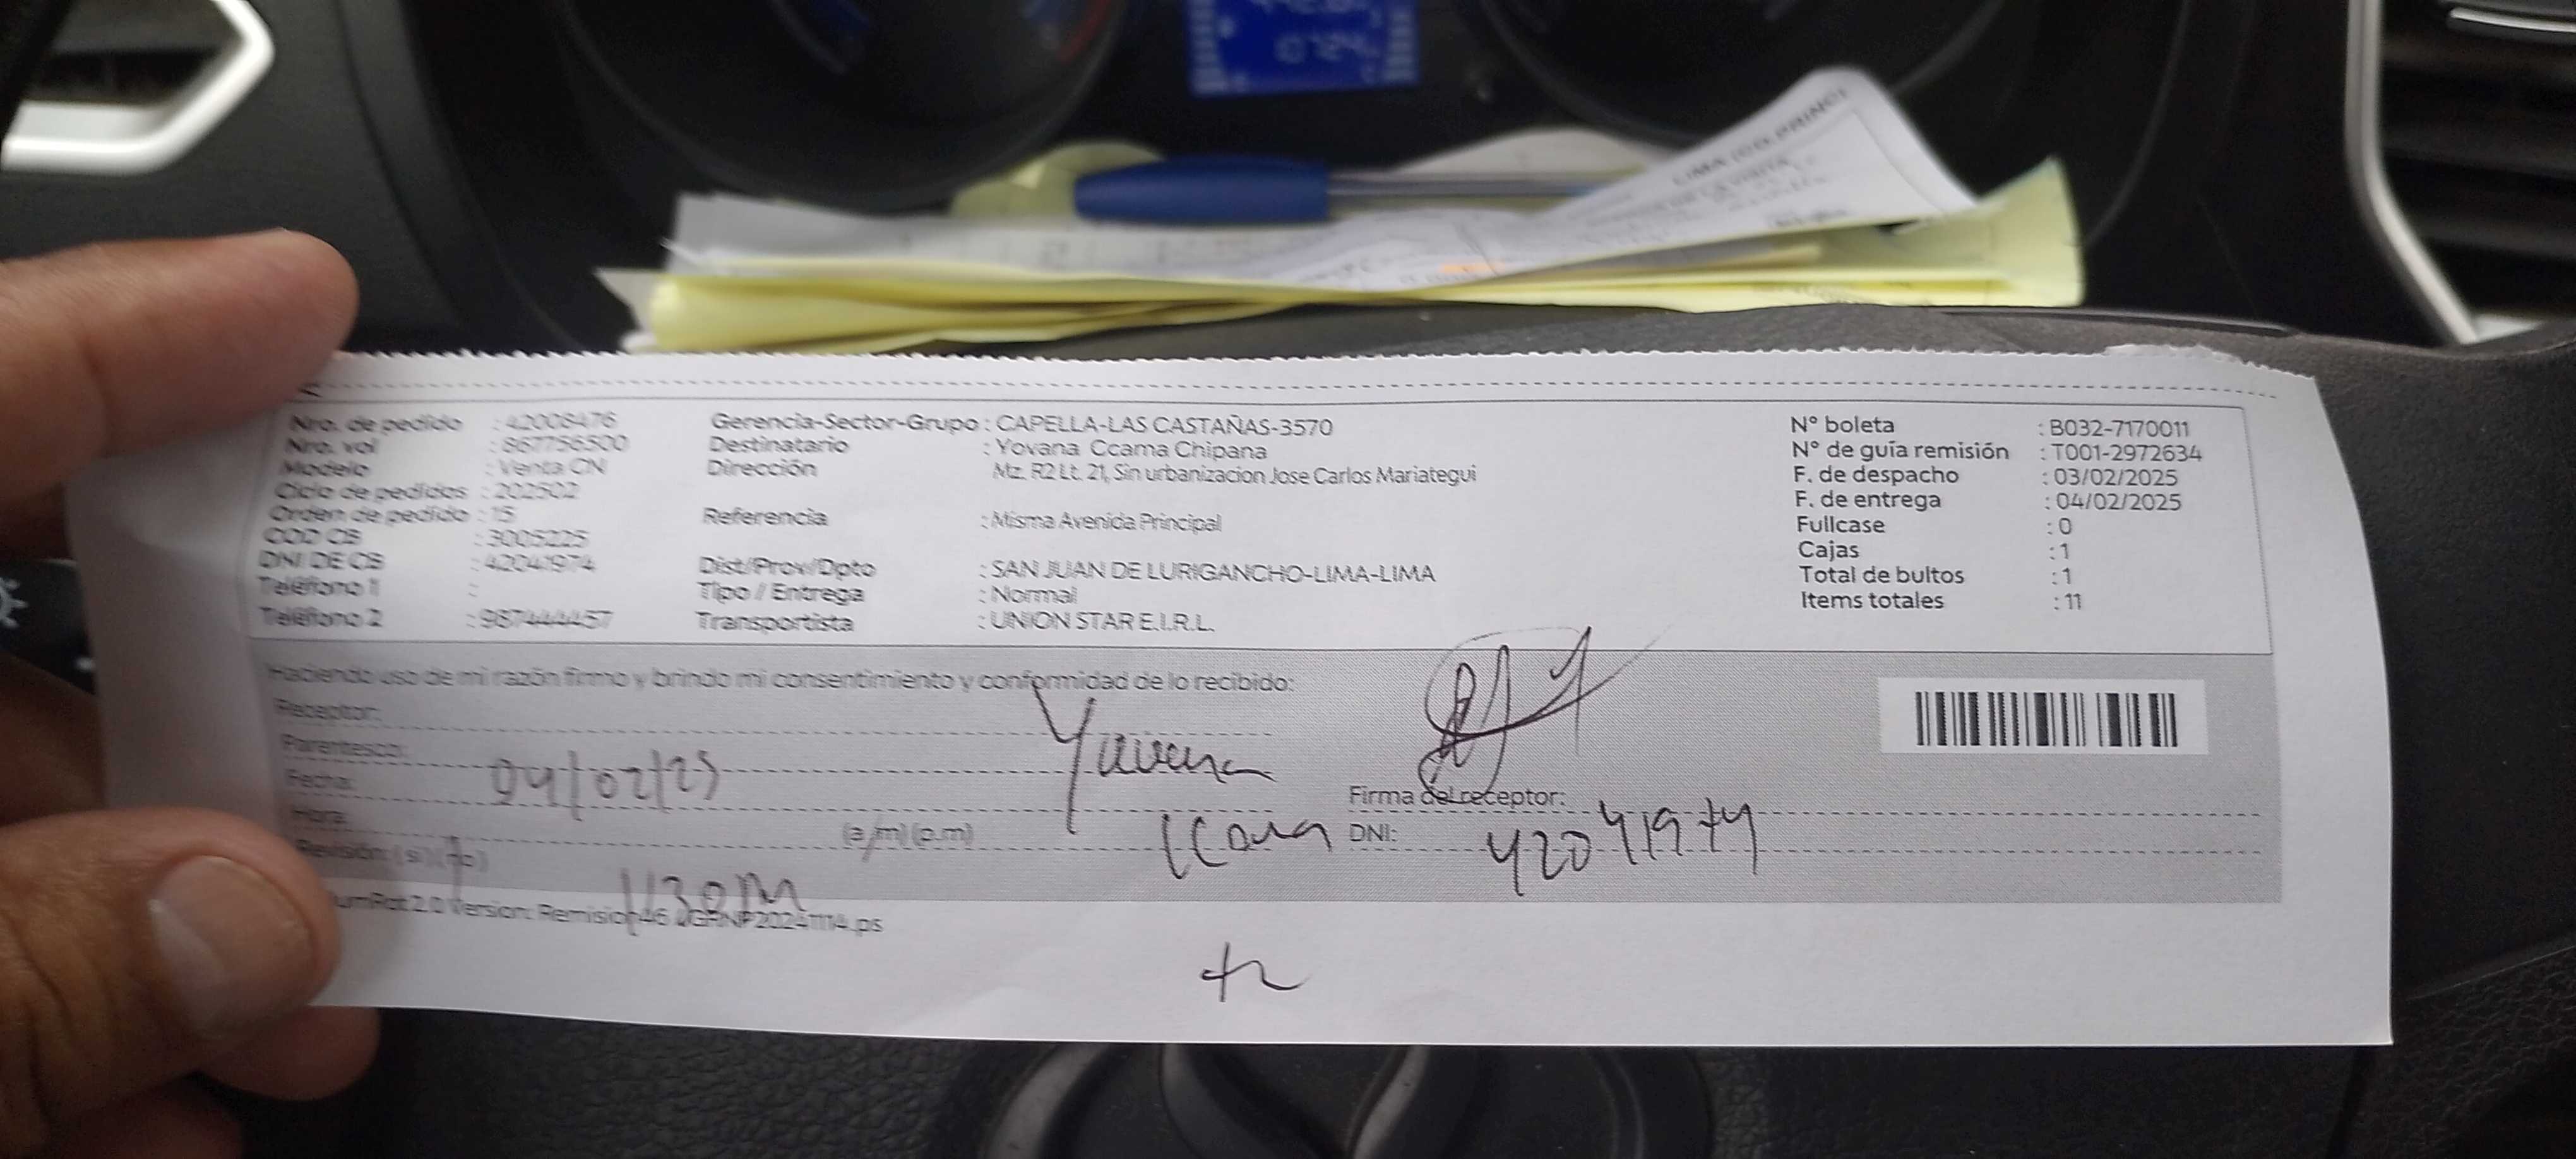 Nro. de pedido : 42008476
Nro. vol : 867756500
Modelo : Venta CN
Ciclo de pedidos : 202502
Orden de pedido : 15
COD CB : 3005225
DNI DE CB : 42041974
Teléfono 1 :
Teléfono 2 : 987444457
Gerencia-Sector-Grupo : CAPELLA-LAS CASTAÑAS-3570
Destinatario : Yovana Ccama Chipana
Dirección Mz. R2 Lt. 21, Sin urbanizacion Jose Carlos Mariategui
Referencia : Misma Avenida Principal
Dist/Prov/Dpto : SAN JUAN DE LURIGANCHO-LIMA-LIMA
Tipo / Entrega : Normal
Transportista : UNION STAR E.I.R.L.
N° boleta : B032-7170011
N° de guía remisión : T001-2972634
F. de despacho : 03/02/2025
F. de entrega : 04/02/2025
Fullcase : 0
Cajas : 1
Total de bultos : 1
Items totales : 11
Haciendo uso de mi razón firmo y brindo mi consentimiento y conformidad de lo recibido:
Receptor:
Parentesco:
Fecha: 04/02/25
Hora: (a.m) (p.m)
Revisión: (si) (no)
Firma del receptor:
DNI: 42041974
Version: Remision46